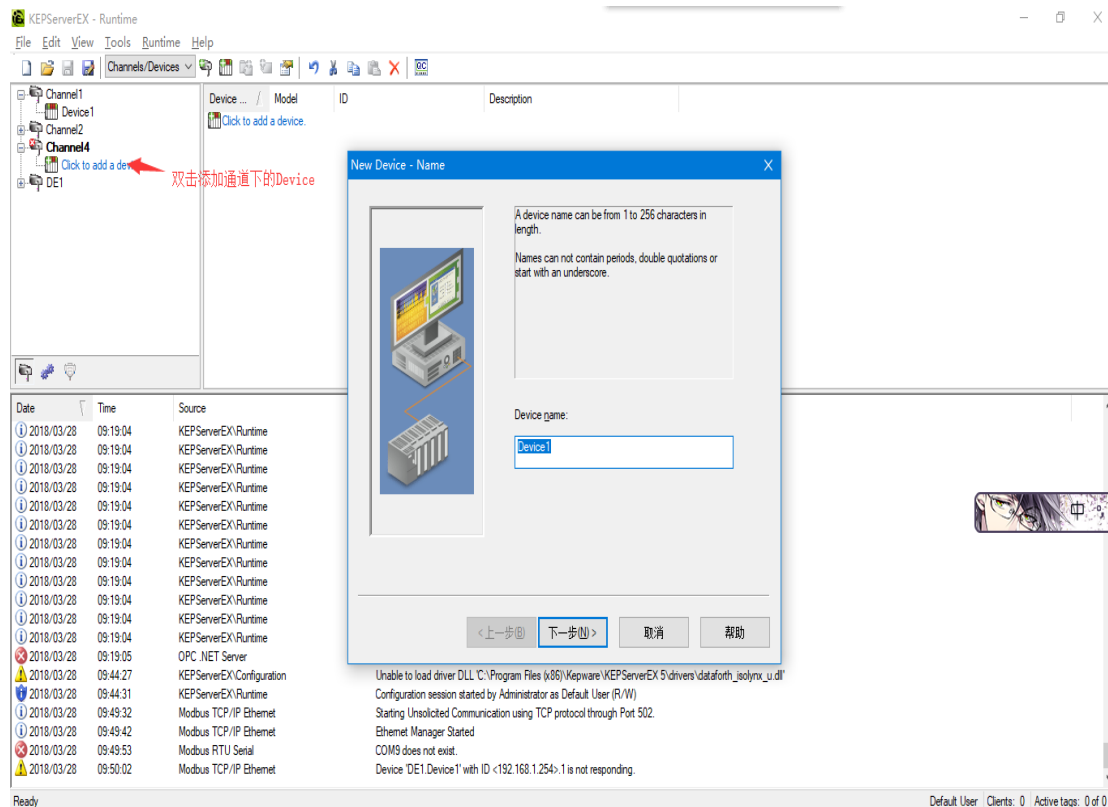 KEPServerEX - Runtime
File Edit View Tools Runtime Help
Channels/Devices
Channel1
Device1
Channel2
Channel4
Click to add a dev
DE1
双击添加通道下的Device
Device ... Model ID Description
Click to add a device.
New Device - Name X
A device name can be from 1 to 256 characters in
length.
Names can not contain periods, double quotations or
start with an underscore.
Device name:
Device1
<上一步(B) 下一步(N)> 取消 帮助
中
Date Time Source
2018/03/28 09:19:04 KEPServerEX\Runtime
2018/03/28 09:19:04 KEPServerEX\Runtime
2018/03/28 09:19:04 KEPServerEX\Runtime
2018/03/28 09:19:04 KEPServerEX\Runtime
2018/03/28 09:19:04 KEPServerEX\Runtime
2018/03/28 09:19:04 KEPServerEX\Runtime
2018/03/28 09:19:04 KEPServerEX\Runtime
2018/03/28 09:19:04 KEPServerEX\Runtime
2018/03/28 09:19:04 KEPServerEX\Runtime
2018/03/28 09:19:04 KEPServerEX\Runtime
2018/03/28 09:19:04 KEPServerEX\Runtime
2018/03/28 09:19:04 KEPServerEX\Runtime
2018/03/28 09:19:05 OPC .NET Server
2018/03/28 09:44:27 KEPServerEX\Configuration Unable to load driver DLL 'C:\Program Files (x86)\Kepware\KEPServerEX 5\drivers\dataforth_isolynx_u.dll'
2018/03/28 09:44:31 KEPServerEX\Runtime Configuration session started by Administrator as Default User (R/W)
2018/03/28 09:49:32 Modbus TCP/IP Ethernet Starting Unsolicited Communication using TCP protocol through Port 502.
2018/03/28 09:49:42 Modbus TCP/IP Ethernet Ethernet Manager Started
2018/03/28 09:49:53 Modbus RTU Serial COM9 does not exist.
2018/03/28 09:50:02 Modbus TCP/IP Ethernet Device 'DE1.Device1' with ID <192.168.1.254>.1 is not responding.
Ready Default User Clients: 0 Active tags: 0 of 0